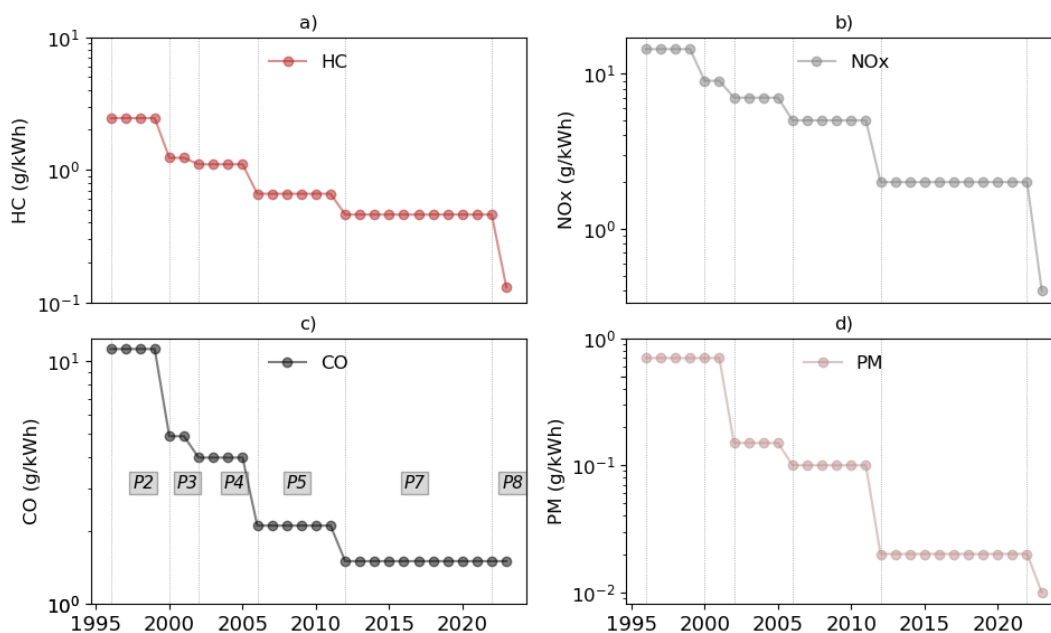 a)
HC
HC (g/kWh)
10¹
10⁰
10⁻¹
b)
NOx
NOx (g/kWh)
10¹
10⁰
c)
CO
CO (g/kWh)
10¹
10⁰
P2 P3 P4 P5 P7 P8
1995 2000 2005 2010 2015 2020
d)
PM
PM (g/kWh)
10⁰
10⁻¹
10⁻²
1995 2000 2005 2010 2015 2020